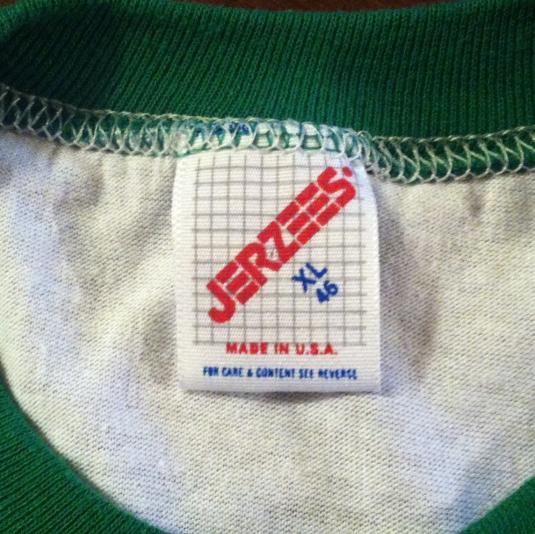 JERZEES
XL
46
MADE IN U.S.A.
FOR CARE & CONTENT SEE REVERSE